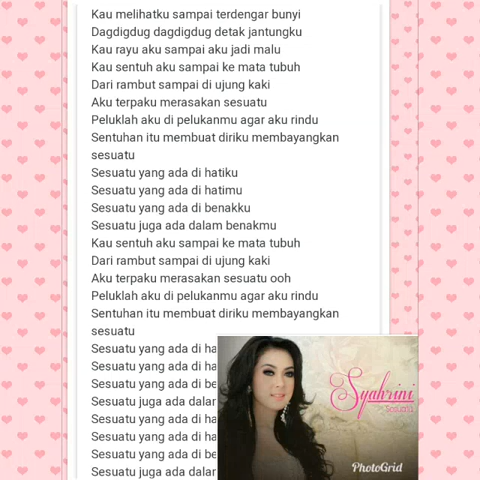 Kau melihatku sampai terdengar bunyi
Dagdigdug dagdigdug detak jantungku
Kau rayu aku sampai aku jadi malu
Kau sentuh aku sampai ke mata tubuh
Dari rambut sampai di ujung kaki
Aku terpaku merasakan sesuatu
Peluklah aku di pelukanmu agar aku rindu
Sentuhan itu membuat diriku membayangkan
sesuatu
Sesuatu yang ada di hatiku
Sesuatu yang ada di hatimu
Sesuatu yang ada di benakku
Sesuatu juga ada dalam benakmu
Kau sentuh aku sampai ke mata tubuh
Dari rambut sampai di ujung kaki
Aku terpaku merasakan sesuatu ooh
Peluklah aku di pelukanmu agar aku rindu
Sentuhan itu membuat diriku membayangkan
sesuatu
Sesuatu yang ada di ha
Sesuatu yang ada di ha
Sesuatu yang ada di be
Sesuatu juga ada dalar
Sesuatu yang ada di ha
Sesuatu yang ada di ha
Sesuatu yang ada di be
Sesuatu juga ada dalar
Syahrini
PhotoGrid